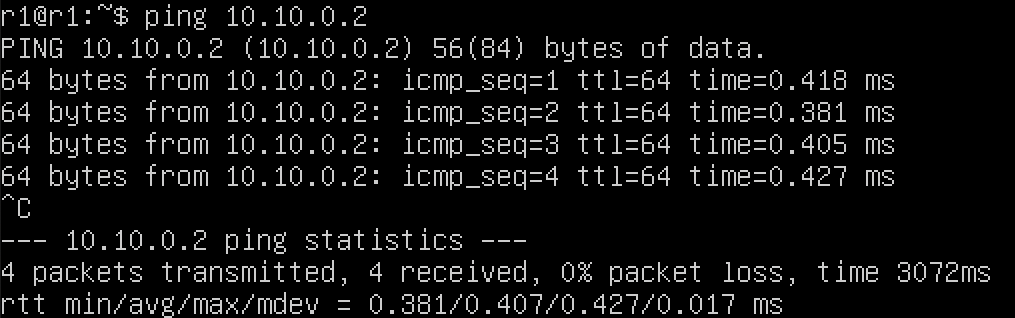 r1@r1:~$ ping 10.10.0.2
PING 10.10.0.2 (10.10.0.2) 56(84) bytes of data.
64 bytes from 10.10.0.2: icmp_seq=1 ttl=64 time=0.418 ms
64 bytes from 10.10.0.2: icmp_seq=2 ttl=64 time=0.381 ms
64 bytes from 10.10.0.2: icmp_seq=3 ttl=64 time=0.405 ms
64 bytes from 10.10.0.2: icmp_seq=4 ttl=64 time=0.427 ms
^C
--- 10.10.0.2 ping statistics ---
4 packets transmitted, 4 received, 0% packet loss, time 3072ms
rtt min/avg/max/mdev = 0.381/0.407/0.427/0.017 ms